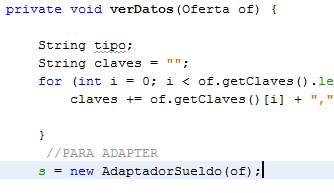 private void verDatos(Oferta of) {
String tipo;
String claves = "";
for (int i = 0; i < of.getClaves().le
claves += of.getClaves()[i] + ","
}
//PARA ADAPTER
s = new AdaptadorSueldo(of);